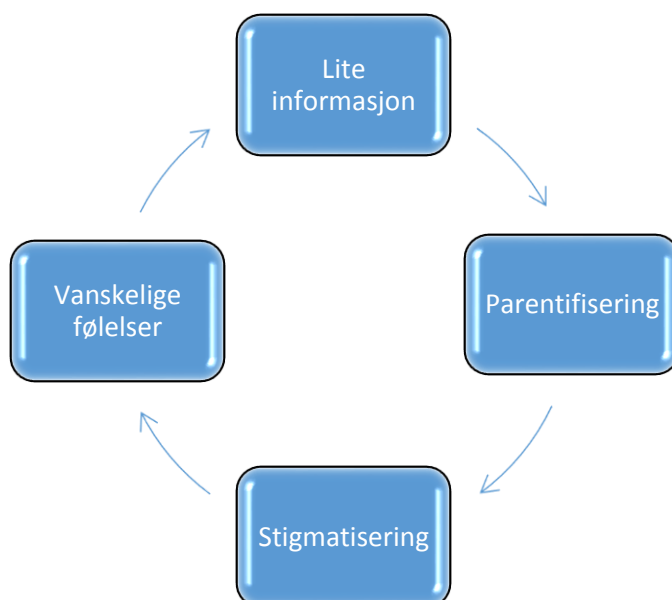 Lite
informasjon
Parentifisering
Stigmatisering
Vanskelige
følelser